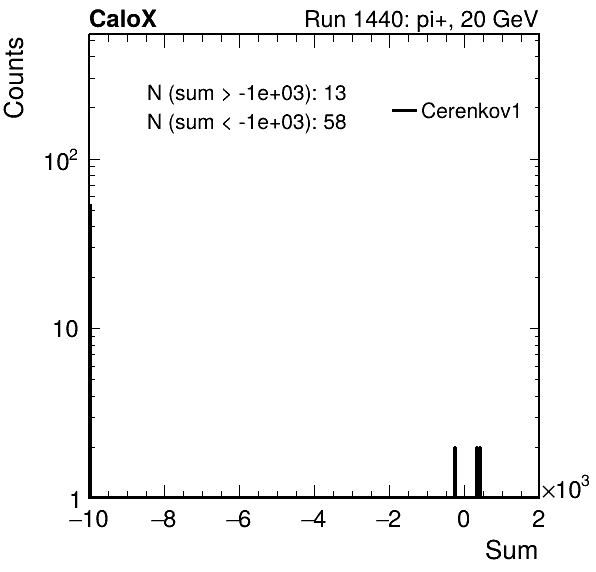 CaloX Run 1440: pi+, 20 GeV
Counts
N (sum > -1e+03): 13
N (sum < -1e+03): 58
Cerenkov1
10²
10
1
−10 −8 −6 −4 −2 0 2
×10³
Sum